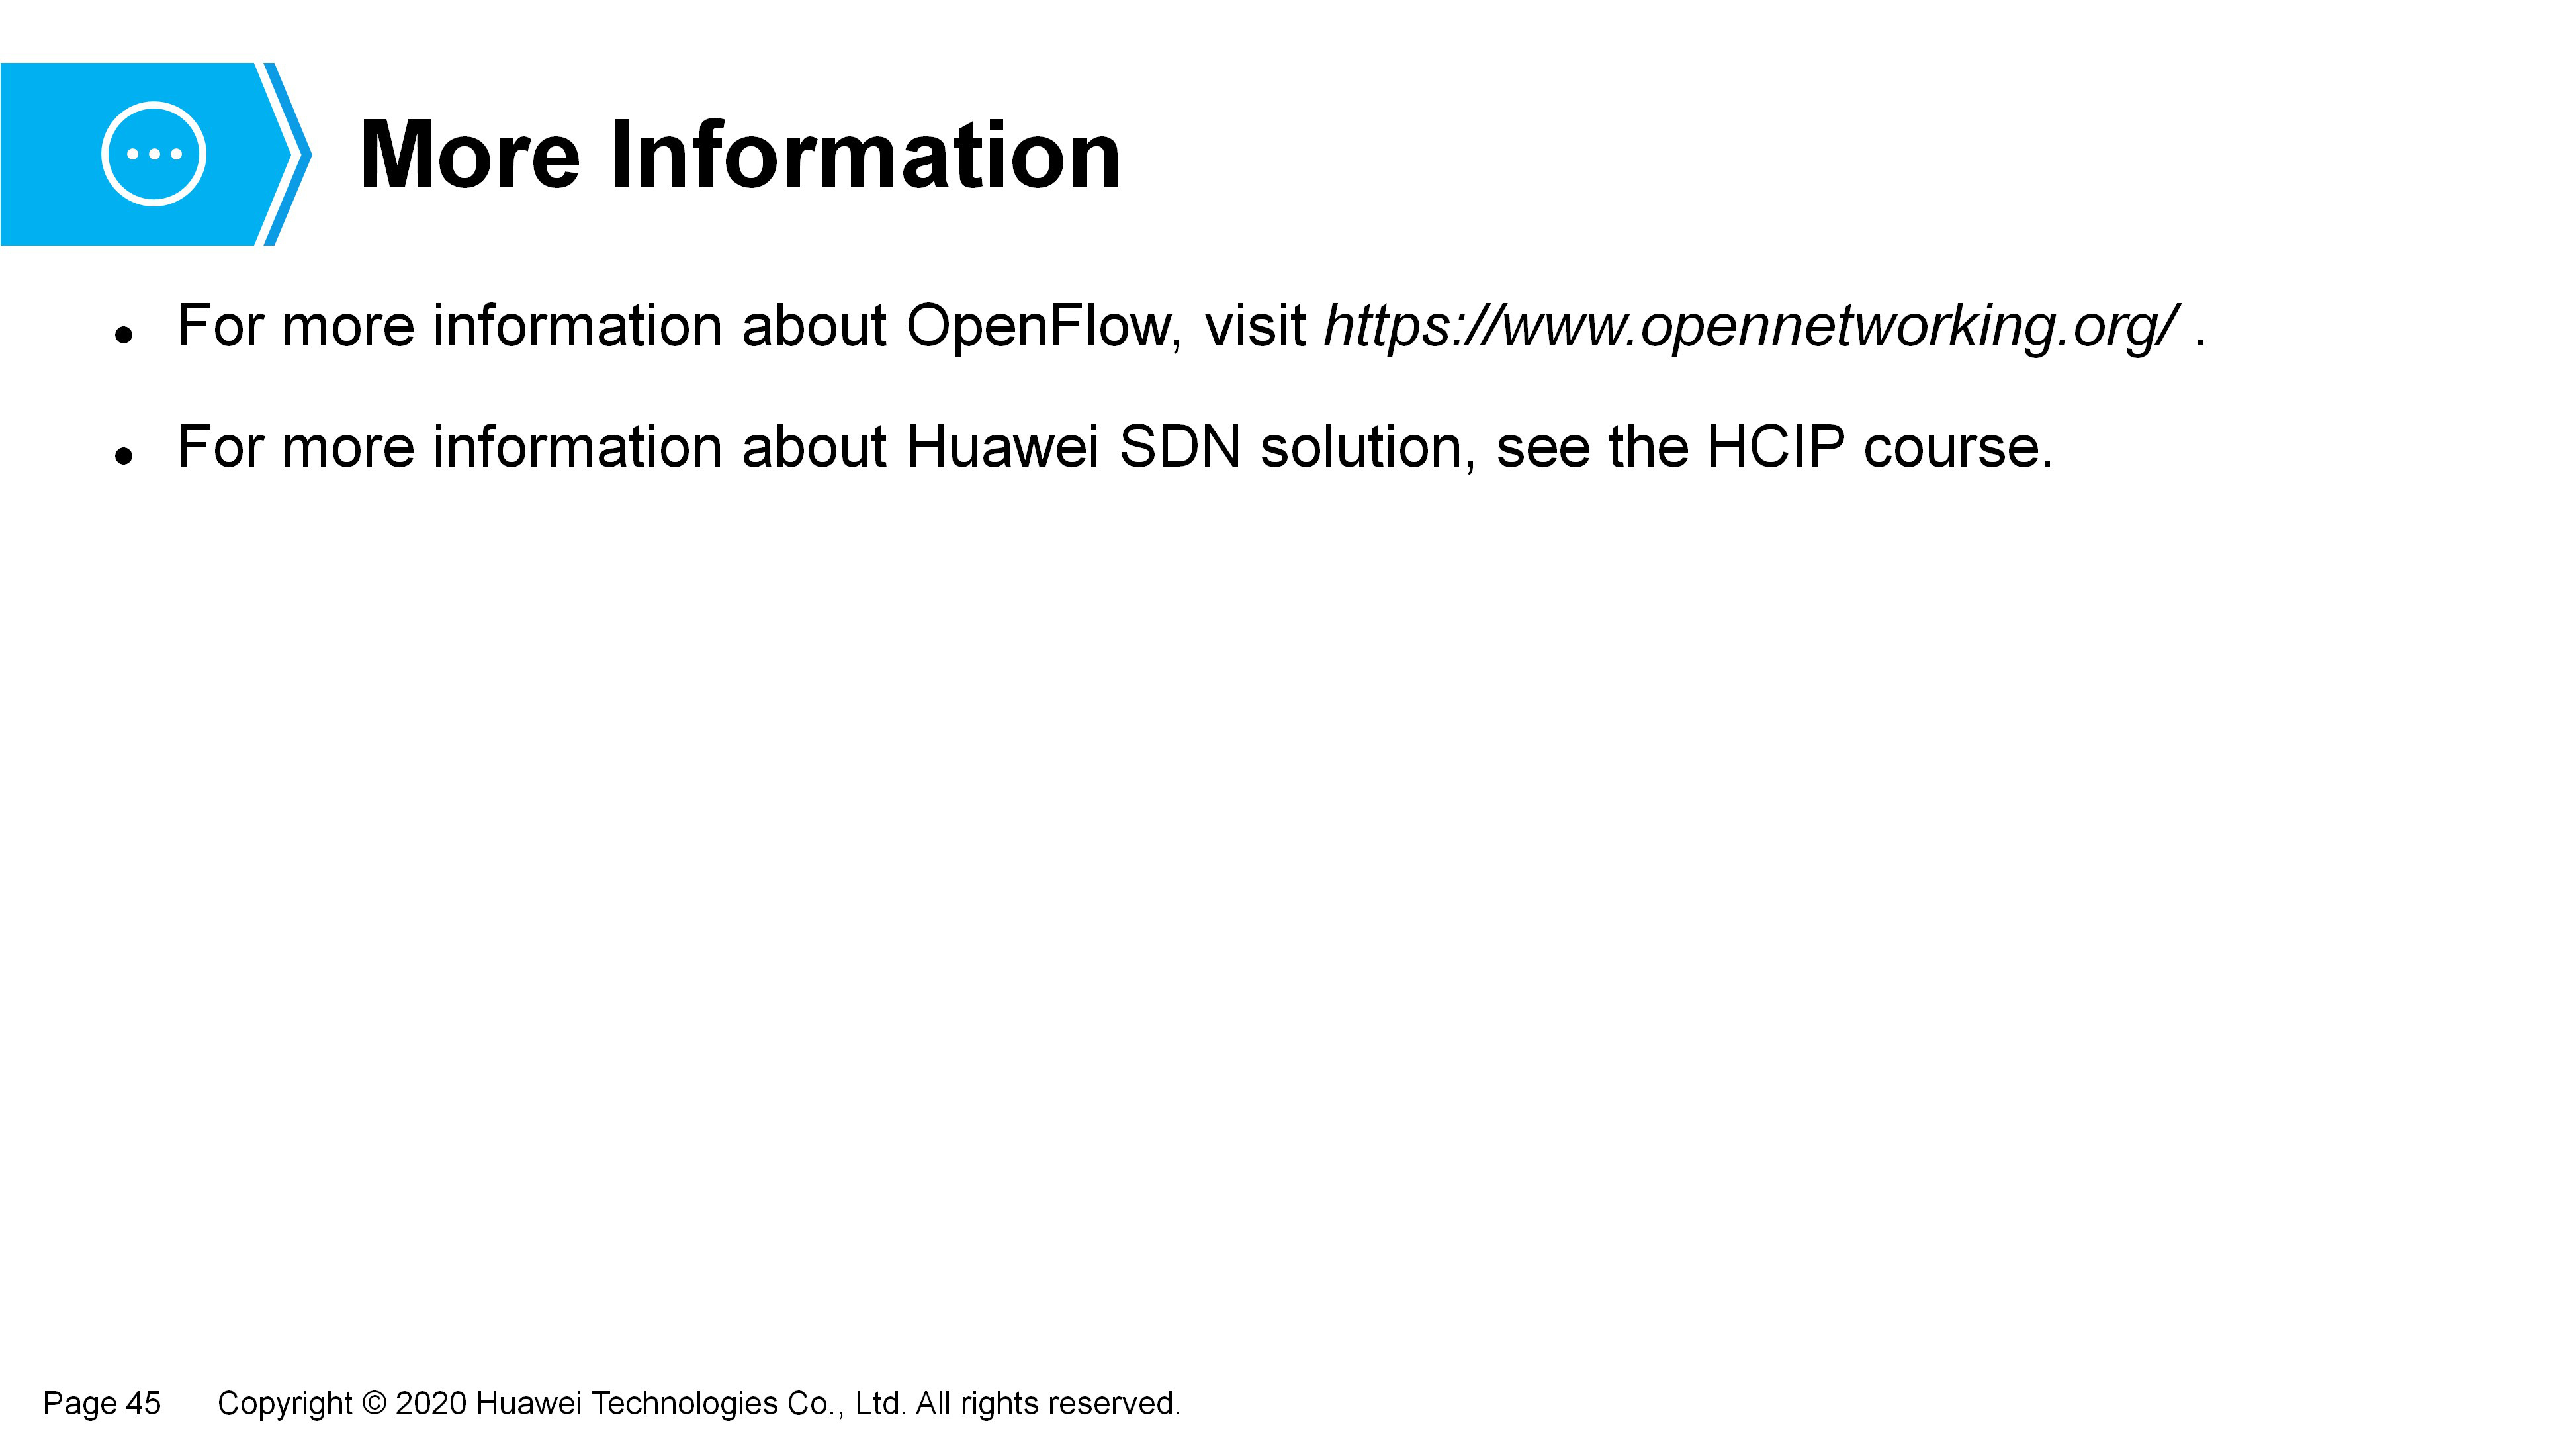 More Information
• For more information about OpenFlow, visit https://www.opennetworking.org/ .
• For more information about Huawei SDN solution, see the HCIP course.
Page 45 Copyright © 2020 Huawei Technologies Co., Ltd. All rights reserved.